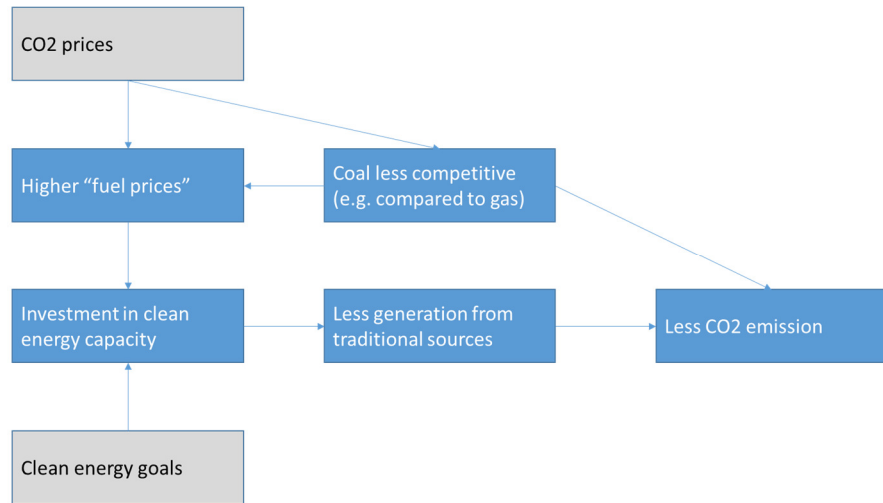 CO2 prices
Higher “fuel prices”
Coal less competitive
(e.g. compared to gas)
Investment in clean
energy capacity
Less generation from
traditional sources
Less CO2 emission
Clean energy goals